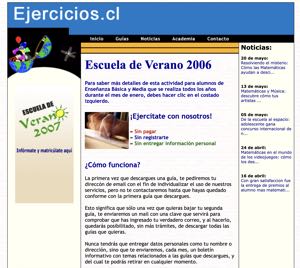 Ejercicios.cl
Inicio Guías Noticias Academia Contacto
ESCUELA DE
Verano
2007
Infórmate y matricúlate aquí
Escuela de Verano 2006
Para saber más detalles de esta actividad para alumnos de
Enseñanza Básica y Media que se realiza todos los años
durante el mes de enero, debes hacer clic en el costado
izquierdo.
¡Ejercítate con nosotros!
» Sin pagar
» Sin registrarte
» Sin entregar información personal
¿Cómo funciona?
La primera vez que descargues una guía, te pediremos tu
dirección de email con el fin de individualizar el uso de nuestros
servicios, pero no te contactaremos hasta que hayas quedado
conforme con la primera guía que descargues.
Esto significa que sólo una vez que quieras bajar tu segunda
guía, te enviaremos un mail con una clave que servirá para
comprobar que has ingresado tu verdadero correo, y al hacerlo,
quedarás posibilitado, sin más trámites, de descargar todas las
guías que quieras.
Nunca tendrás que entregar datos personales como tu nombre o
dirección, sino que te enviaremos, cada mes, un boletín
informativo con temas relacionados a las guías que descargues, y
del cual te podrás retirar en cualquier momento.
Noticias:
20 de mayo:
Resolviendo el misterio:
Cómo las Matemáticas
ayudan a desci...
13 de mayo:
Matemáticas y Música:
descubre cómo tus
artistas ...
05 de mayo:
De la escuela al espacio:
adolescente gana
concurso internacional de
n...
24 de abril:
Matemáticas en el mundo
de los videojuegos: cómo
los des...
16 de abril:
Con gran satisfacción fue
la entrega de premios al
alumno mas matemáti...